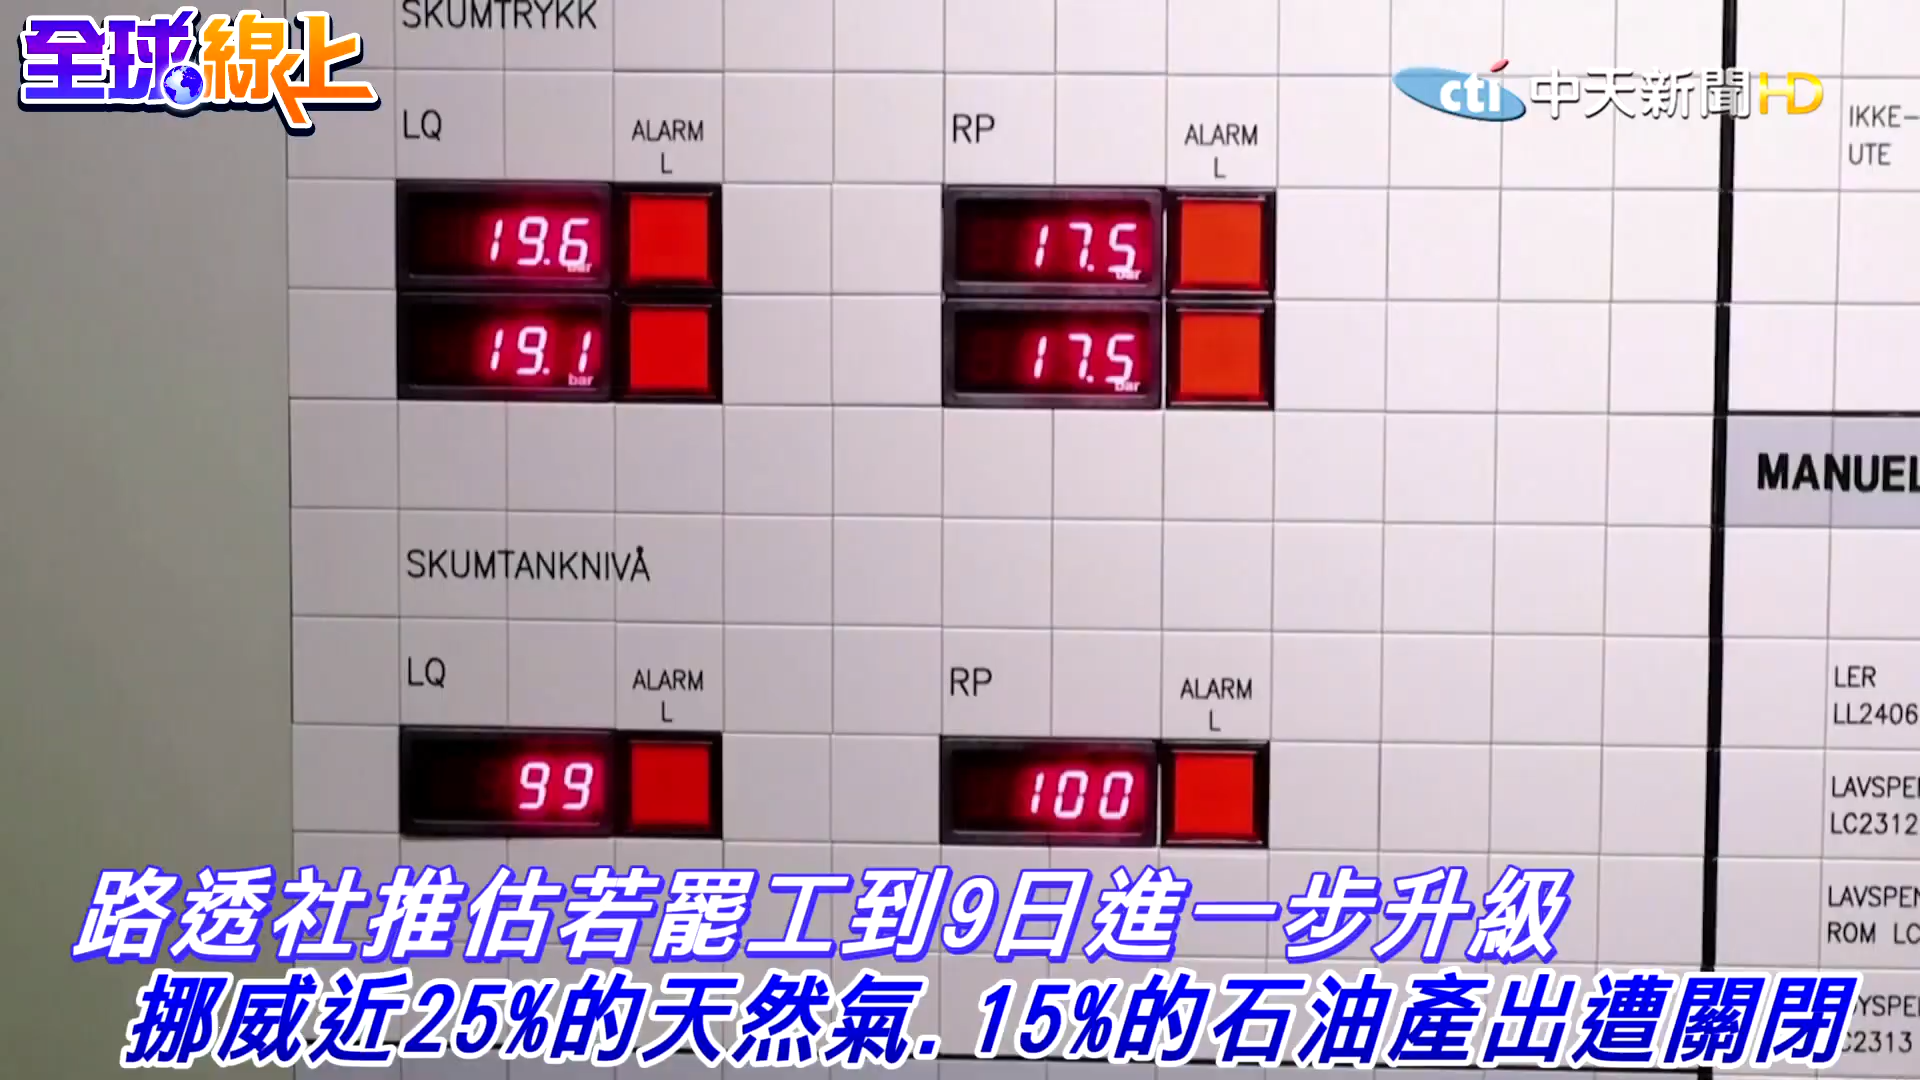 SKUMTRYKK
全球線上
cti 中天新聞HD
LQ
ALARM
L
RP
ALARM
L
IKKE-
UTE
19.6
bar
17.5
bar
19.1
bar
17.5
bar
MANUEL
SKUMTANKNIVÅ
LQ
ALARM
L
RP
ALARM
L
LER
LL2406
99
100
LAVSPE
LC2312
LAVSPEN
ROM LC
路透社推估若罷工到9日進一步升級
挪威近25%的天然氣.15%的石油產出遭關閉
YSPE
C2313